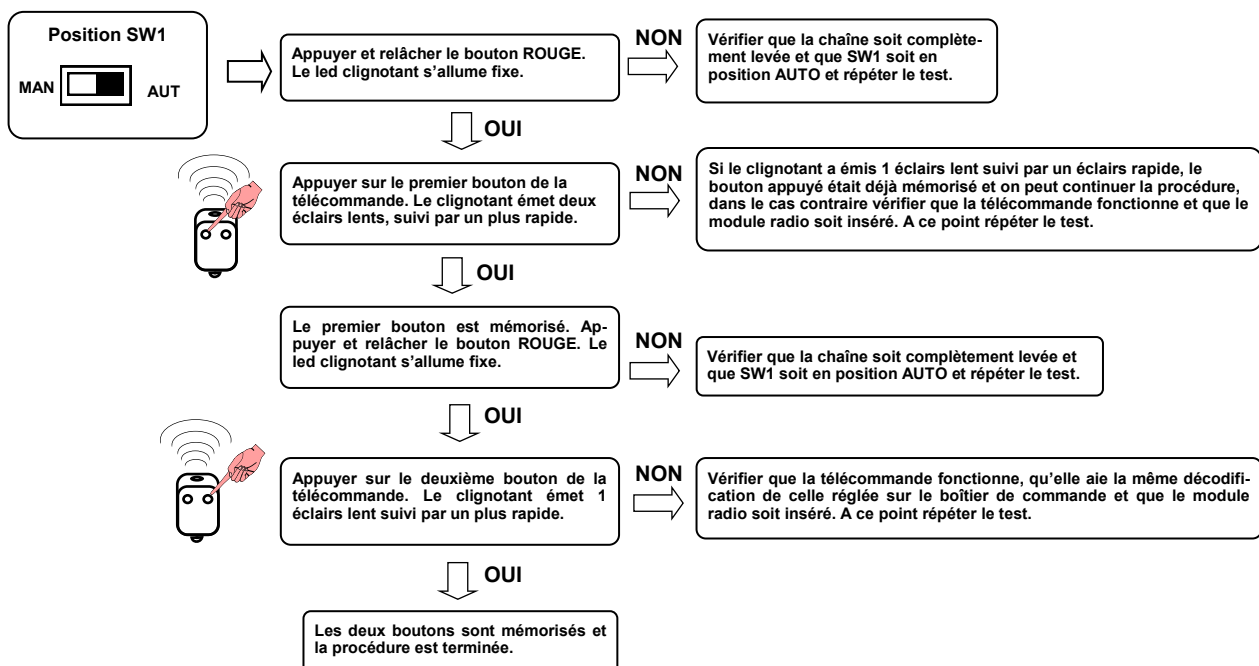 Position SW1
MAN
AUT
Appuyer et relâcher le bouton ROUGE.
Le led clignotant s’allume fixe.
NON
Vérifier que la chaîne soit complète-
ment levée et que SW1 soit en
position AUTO et répéter le test.
OUI
Appuyer sur le premier bouton de la
télécommande. Le clignotant émet deux
éclairs lents, suivi par un plus rapide.
NON
Si le clignotant a émis 1 éclairs lent suivi par un éclairs rapide, le
bouton appuyé était déjà mémorisé et on peut continuer la procédure,
dans le cas contraire vérifier que la télécommande fonctionne et que le
module radio soit inséré. A ce point répéter le test.
OUI
Le premier bouton est mémorisé. Ap-
puyer et relâcher le bouton ROUGE. Le
led clignotant s’allume fixe.
NON
Vérifier que la chaîne soit complètement levée et
que SW1 soit en position AUTO et répéter le test.
OUI
Appuyer sur le deuxième bouton de la
télécommande. Le clignotant émet 1
éclairs lent suivi par un plus rapide.
NON
Vérifier que la télécommande fonctionne, qu’elle aie la même décodifi-
cation de celle réglée sur le boîtier de commande et que le module
radio soit inséré. A ce point répéter le test.
OUI
Les deux boutons sont mémorisés et
la procédure est terminée.